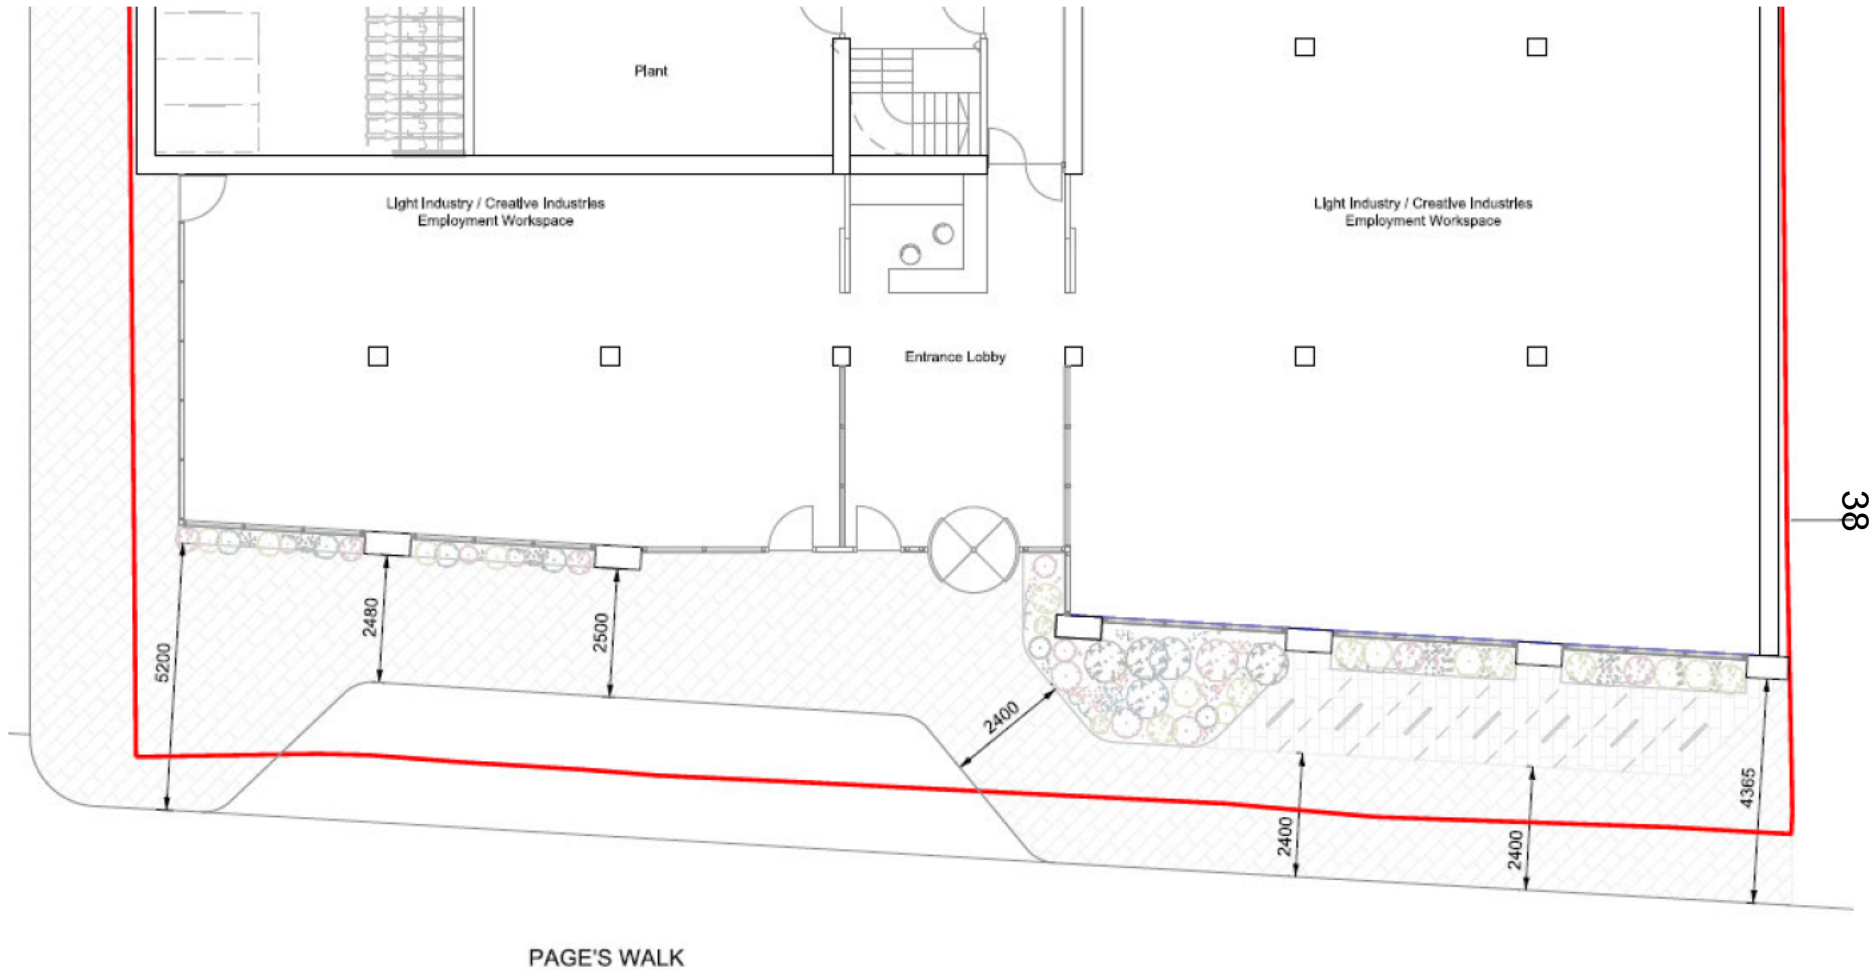 Plant
Light Industry / Creative Industries
Employment Workspace
Light Industry / Creative Industries
Employment Workspace
Entrance Lobby
38
5200
2480
2500
2400
2400
2400
4365
PAGE'S WALK